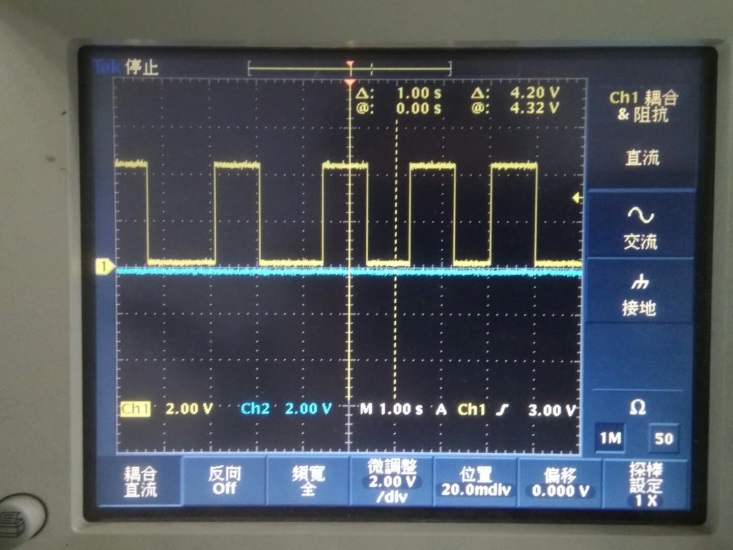 Tek 停止
Δ: 1.00 s Δ: 4.20 V
@: 0.00 s @: 4.32 V
Ch1 耦合
& 阻抗
直流
交流
接地
Ω
1M 50
1
Ch1 2.00 V Ch2 2.00 V M 1.00 s A Ch1 3.00 V
耦合
直流
反向
Off
頻寬
全
微調整
2.00 V
/div
位置
20.0mdiv
偏移
0.000 V
探棒
設定
1 X